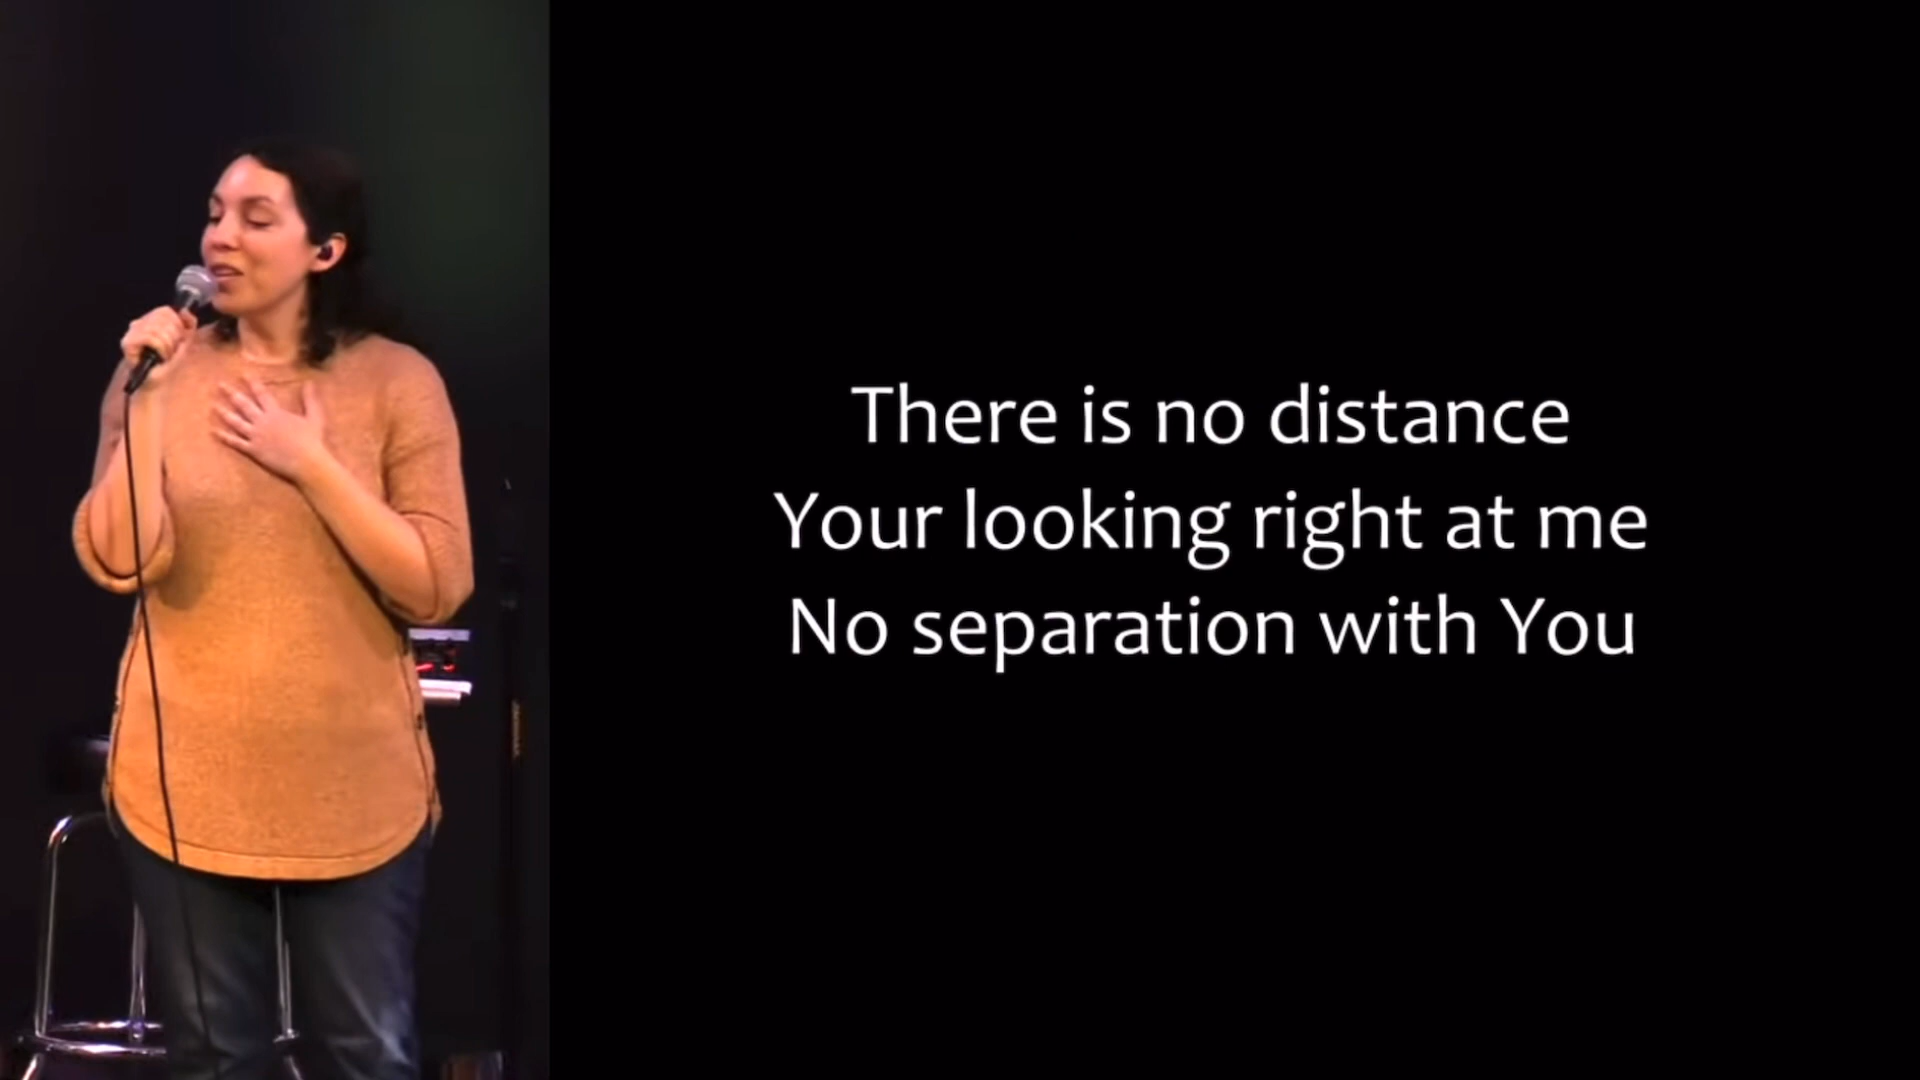 There is no distance
Your looking right at me
No separation with You